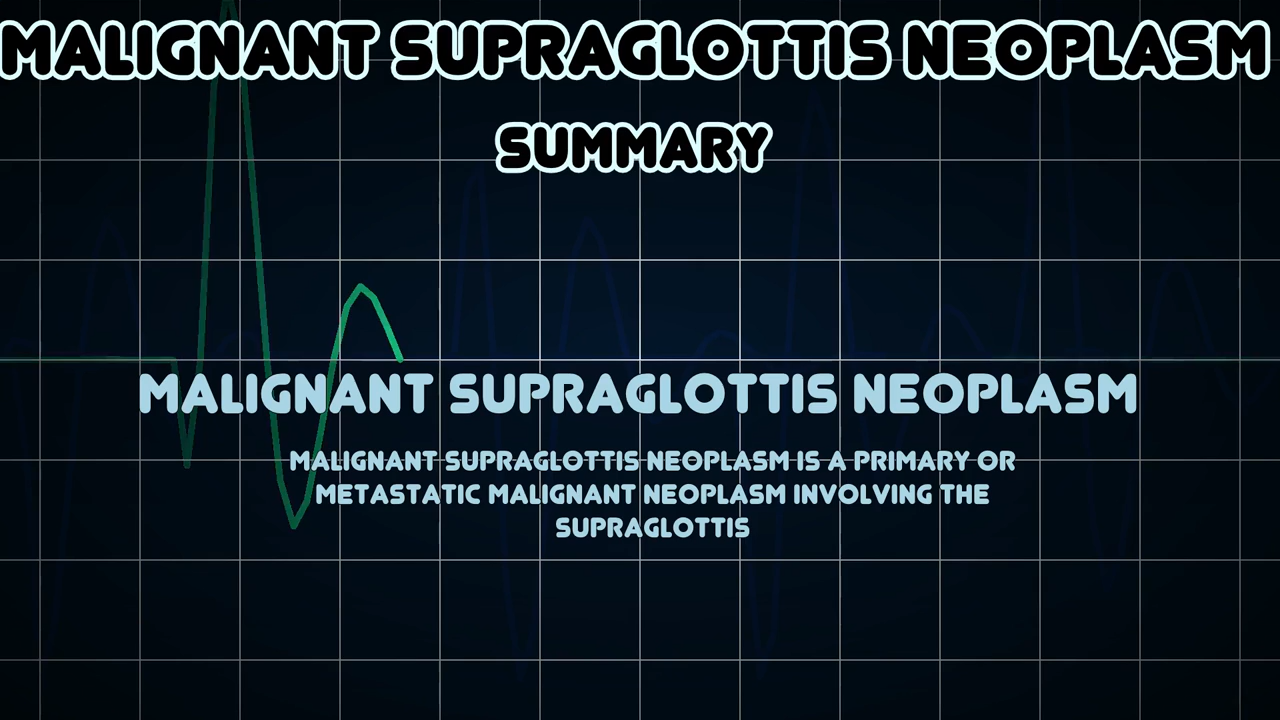 MALIGNANT SUPRAGLOTTIS NEOPLASM
SUMMARY
MALIGNANT SUPRAGLOTTIS NEOPLASM
MALIGNANT SUPRAGLOTTIS NEOPLASM IS A PRIMARY OR
METASTATIC MALIGNANT NEOPLASM INVOLVING THE
SUPRAGLOTTIS